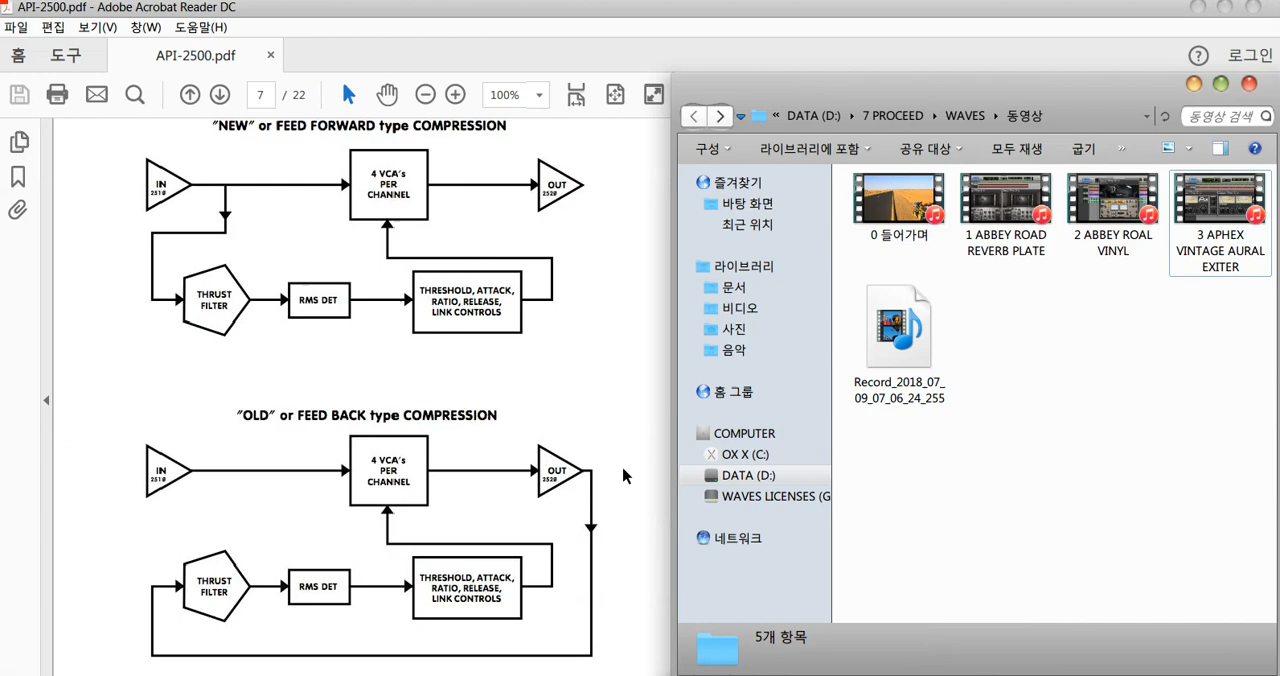 API-2500.pdf - Adobe Acrobat Reader DC
파일 편집 보기(V) 창(W) 도움말(H)
홈 도구 API-2500.pdf ×
? 로그인
7 / 22 100%
"NEW" or FEED FORWARD type COMPRESSION
IN
2510
4 VCA's
PER
CHANNEL
OUT
2520
THRUST
FILTER
RMS DET
THRESHOLD, ATTACK,
RATIO, RELEASE,
LINK CONTROLS
"OLD" or FEED BACK type COMPRESSION
IN
2510
4 VCA's
PER
CHANNEL
OUT
2520
THRUST
FILTER
RMS DET
THRESHOLD, ATTACK,
RATIO, RELEASE,
LINK CONTROLS
« DATA (D:) 7 PROCEED WAVES 동영상
동영상 검색
구성 라이브러리에 포함 공유 대상 모두 재생 굽기 »
즐겨찾기
바탕 화면
최근 위치
라이브러리
문서
비디오
사진
음악
홈 그룹
COMPUTER
OX X (C:)
DATA (D:)
WAVES LICENSES (G
네트워크
0 들어가며
1 ABBEY ROAD
REVERB PLATE
2 ABBEY ROAL
VINYL
3 APHEX
VINTAGE AURAL
EXITER
Record_2018_07_
09_07_06_24_255
5개 항목